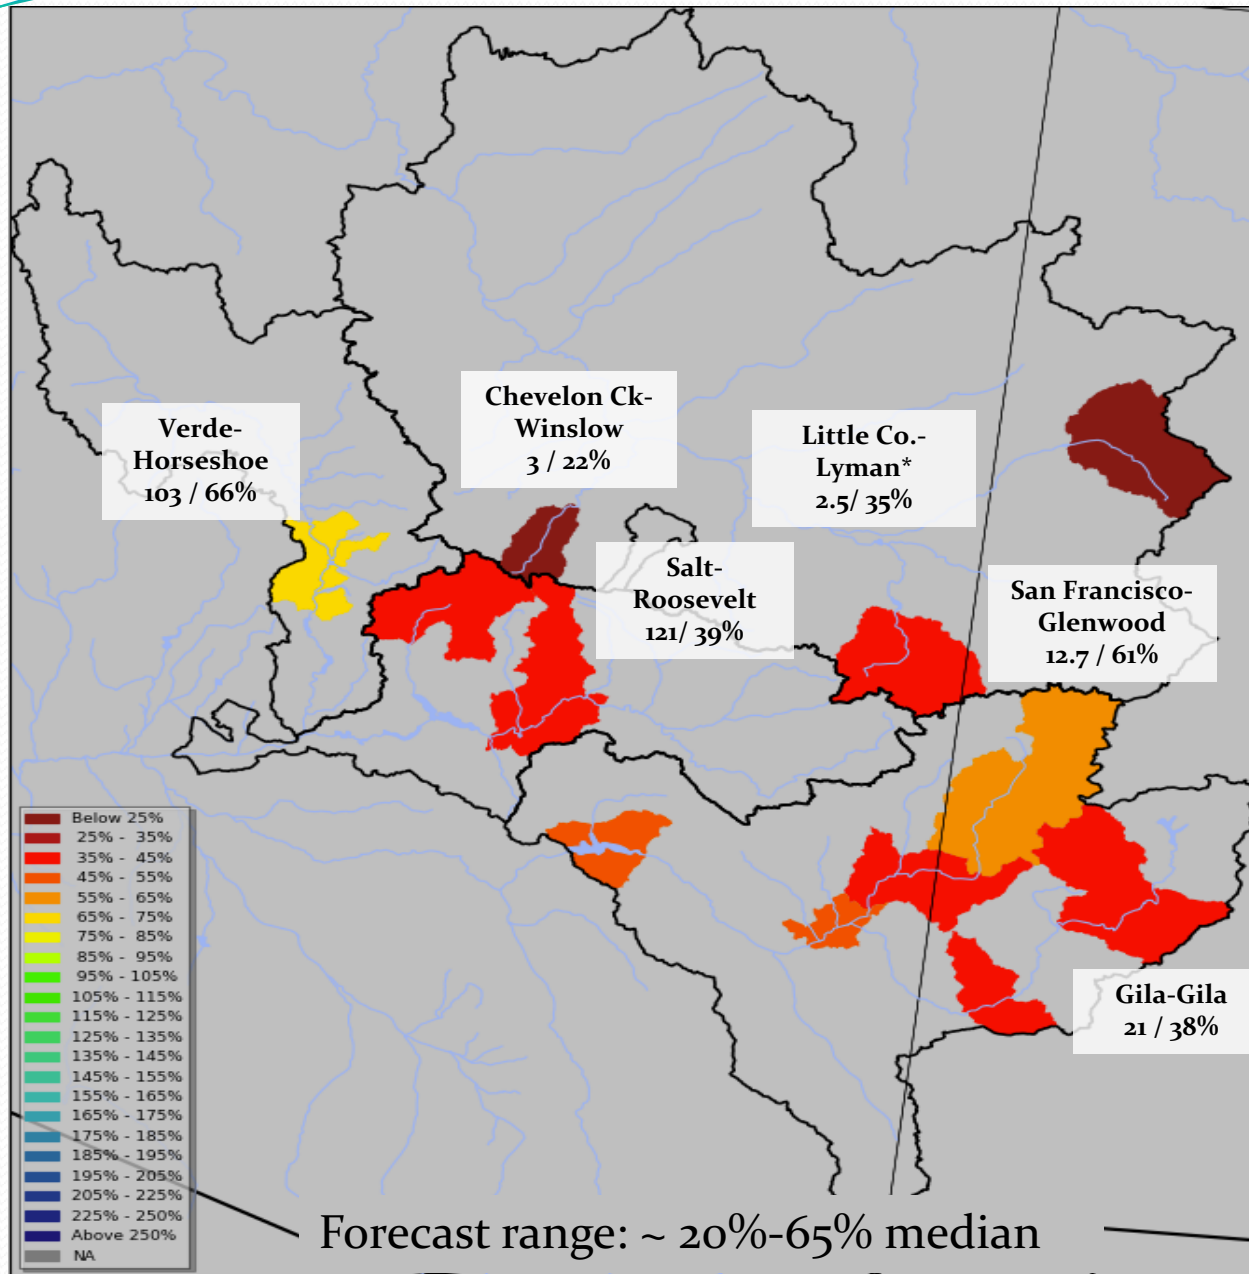 Verde-
Horseshoe
103 / 66%
Chevelon Ck-
Winslow
3 / 22%
Little Co.-
Lyman*
2.5/ 35%
Salt-
Roosevelt
121/ 39%
San Francisco-
Glenwood
12.7 / 61%
Gila-Gila
21 / 38%
Below 25%
25% - 35%
35% - 45%
45% - 55%
55% - 65%
65% - 75%
75% - 85%
85% - 95%
95% - 105%
105% - 115%
115% - 125%
125% - 135%
135% - 145%
145% - 155%
155% - 165%
165% - 175%
175% - 185%
185% - 195%
195% - 205%
205% - 225%
225% - 250%
Above 250%
NA
Forecast range: ~ 20%-65% median